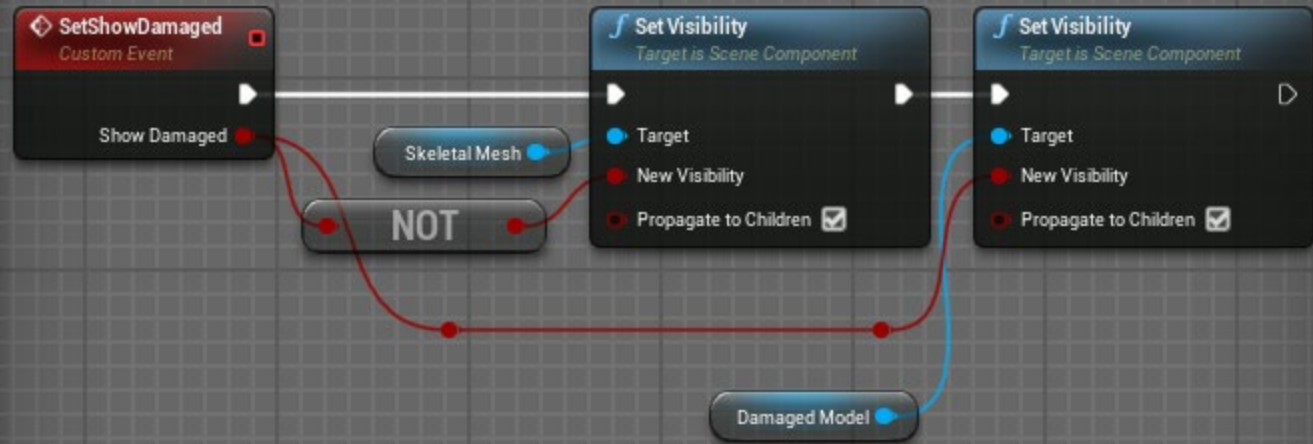 SetShowDamaged
Custom Event
Show Damaged
Skeletal Mesh
NOT
Set Visibility
Target is Scene Component
Target
New Visibility
Propagate to Children
Set Visibility
Target is Scene Component
Target
New Visibility
Propagate to Children
Damaged Model